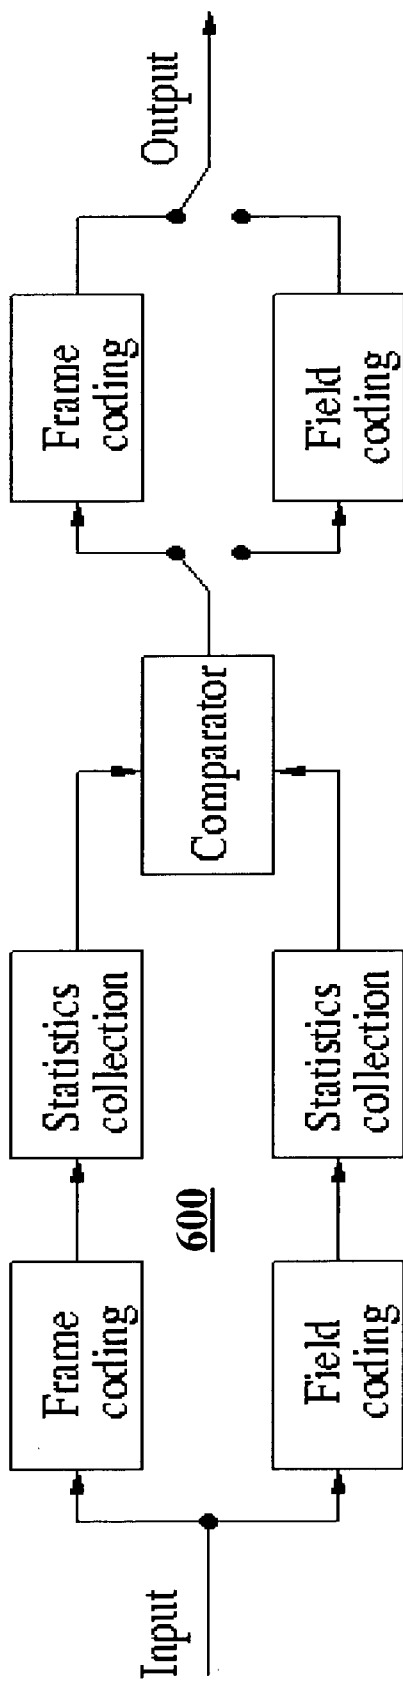 Input
Frame
coding
Statistics
collection
Comparator
Frame
coding
Output
600
Field
coding
Statistics
collection
Field
coding